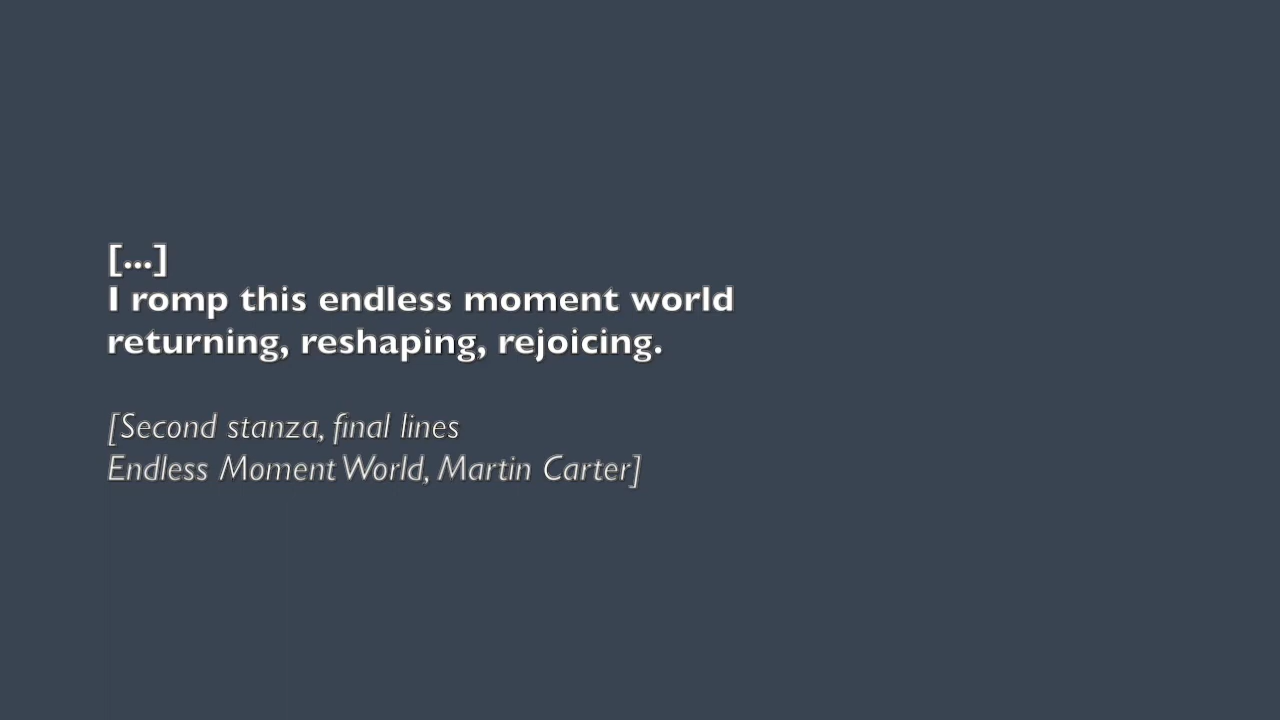 [...]
I romp this endless moment world
returning, reshaping, rejoicing.
[Second stanza, final lines
Endless Moment World, Martin Carter]